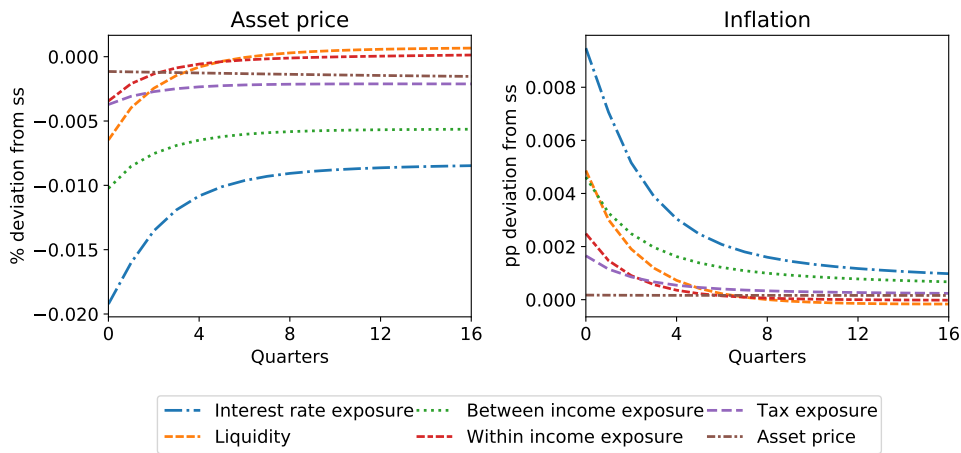 Asset price
Inflation
% deviation from ss
0.000
−0.005
−0.010
−0.015
−0.020
0 4 8 12 16
Quarters
pp deviation from ss
0.008
0.006
0.004
0.002
0.000
0 4 8 12 16
Quarters
Interest rate exposure
Between income exposure
Tax exposure
Liquidity
Within income exposure
Asset price